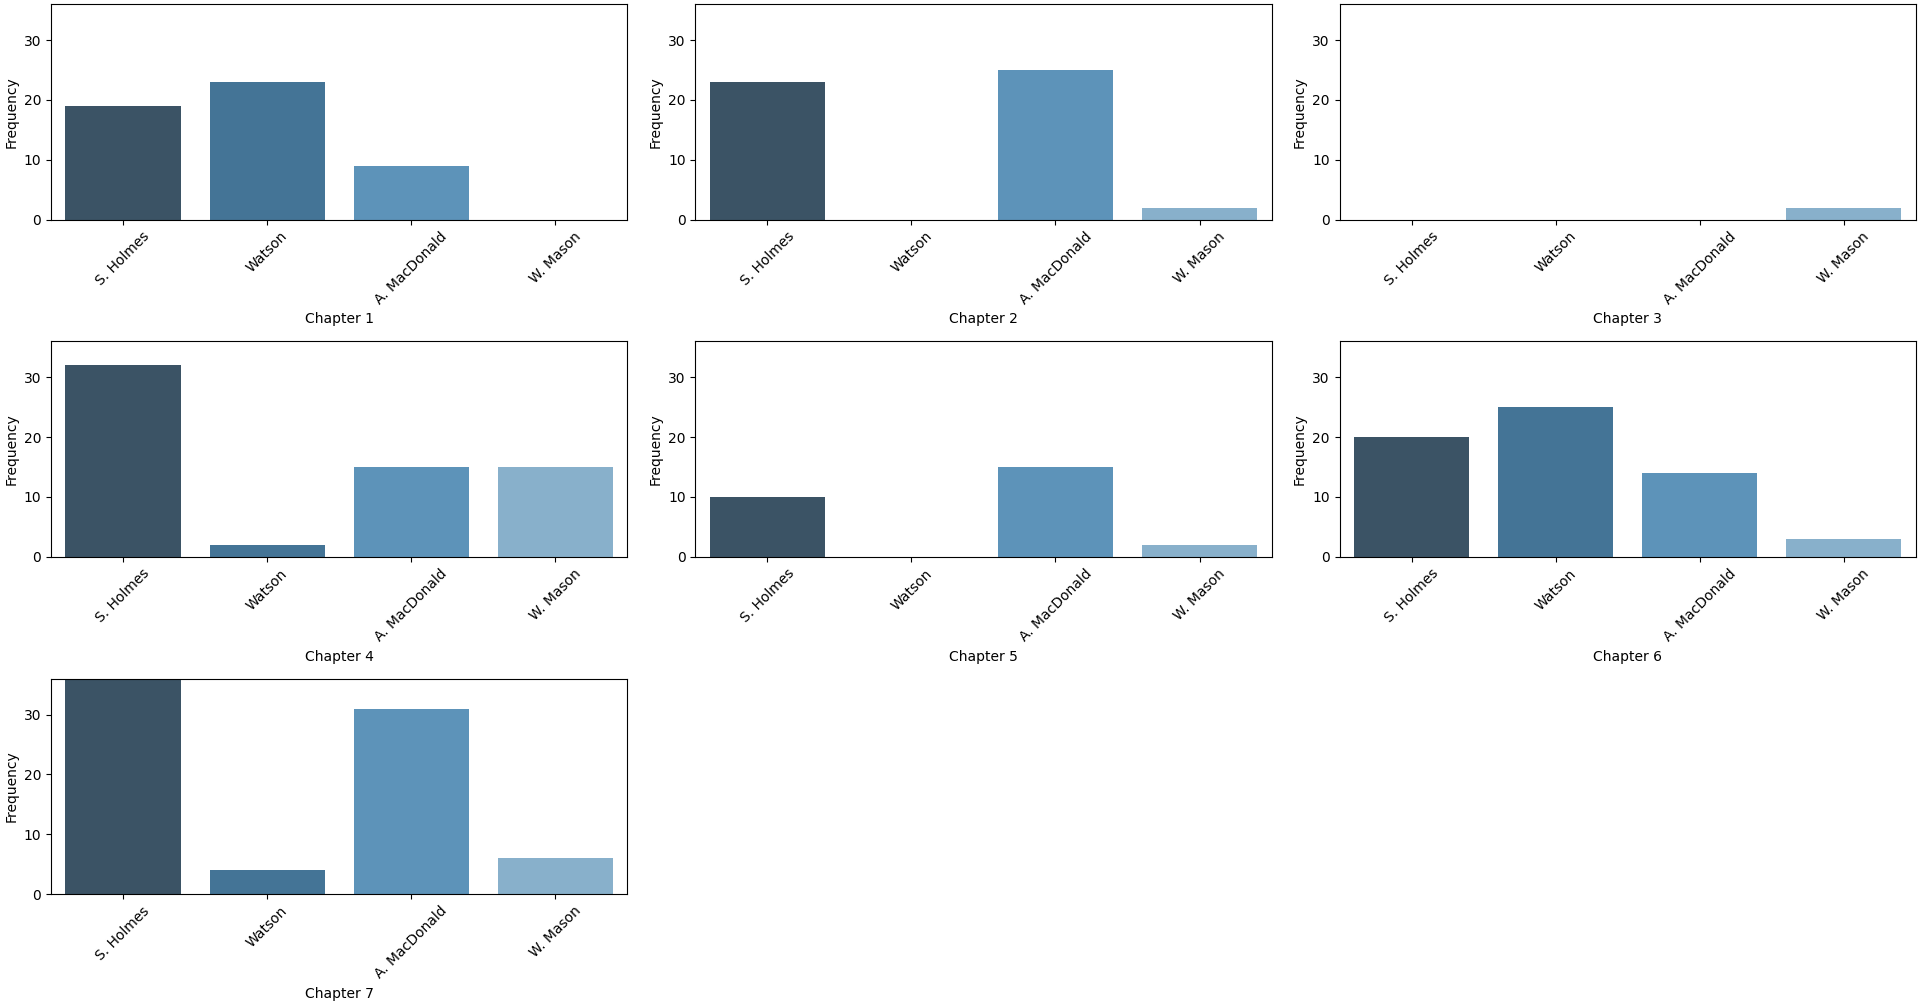 Frequency
30
20
10
0
S. Holmes
Watson
A. MacDonald
W. Mason
Chapter 1
Frequency
30
20
10
0
S. Holmes
Watson
A. MacDonald
W. Mason
Chapter 2
Frequency
30
20
10
0
S. Holmes
Watson
A. MacDonald
W. Mason
Chapter 3
Frequency
30
20
10
0
S. Holmes
Watson
A. MacDonald
W. Mason
Chapter 4
Frequency
30
20
10
0
S. Holmes
Watson
A. MacDonald
W. Mason
Chapter 5
Frequency
30
20
10
0
S. Holmes
Watson
A. MacDonald
W. Mason
Chapter 6
Frequency
30
20
10
0
S. Holmes
Watson
A. MacDonald
W. Mason
Chapter 7